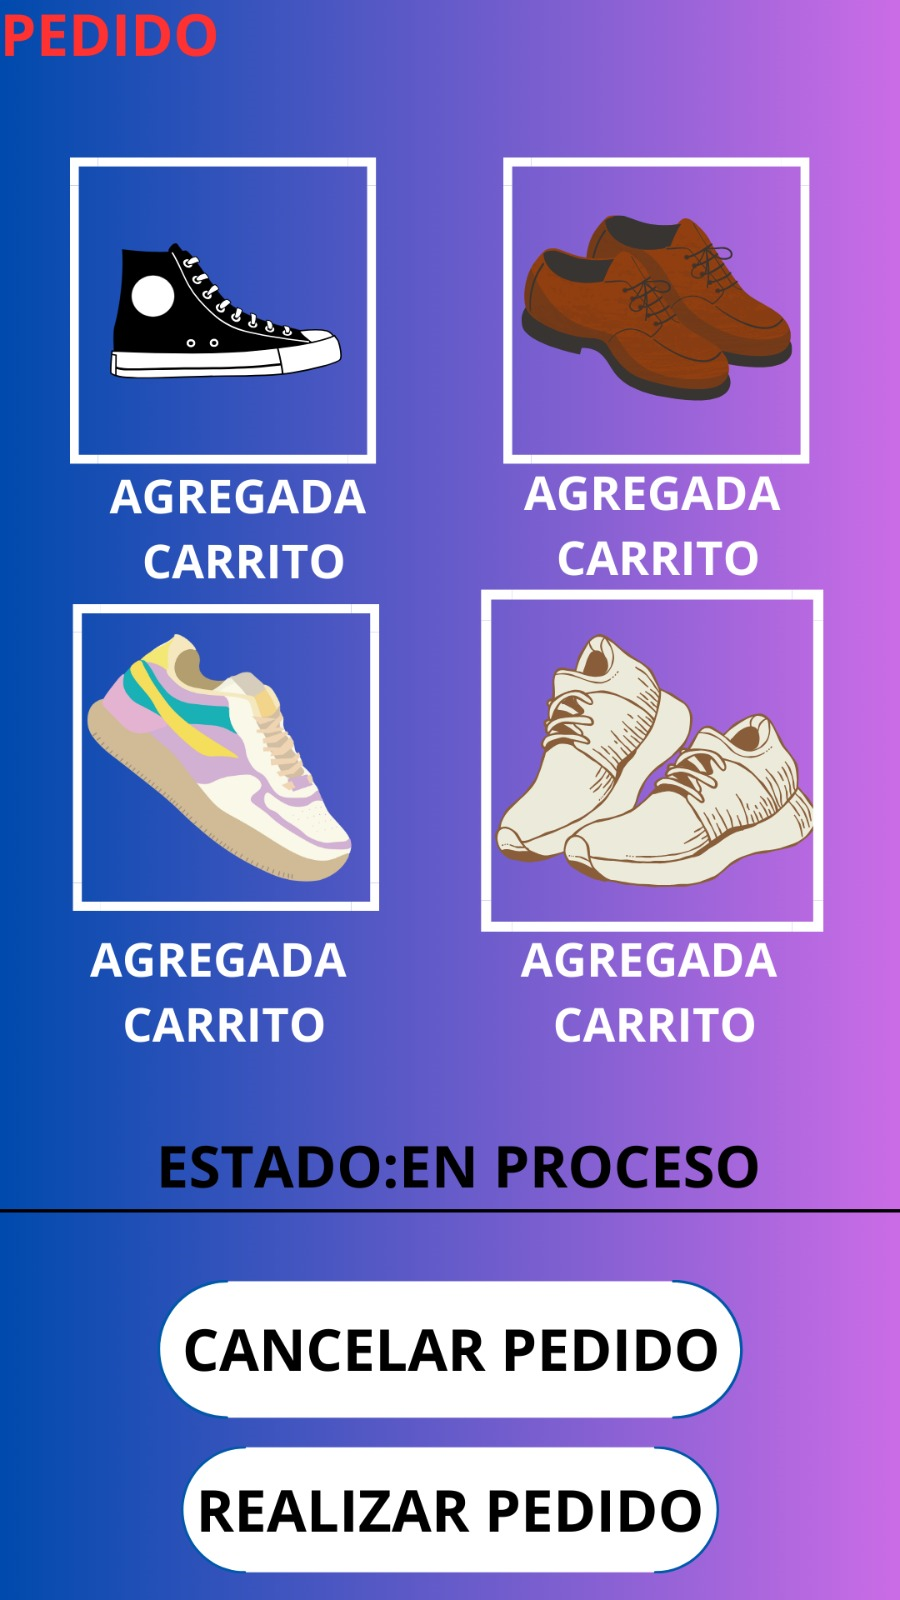 PEDIDO
AGREGADA
CARRITO
AGREGADA
CARRITO
AGREGADA
CARRITO
AGREGADA
CARRITO
ESTADO:EN PROCESO
CANCELAR PEDIDO
REALIZAR PEDIDO